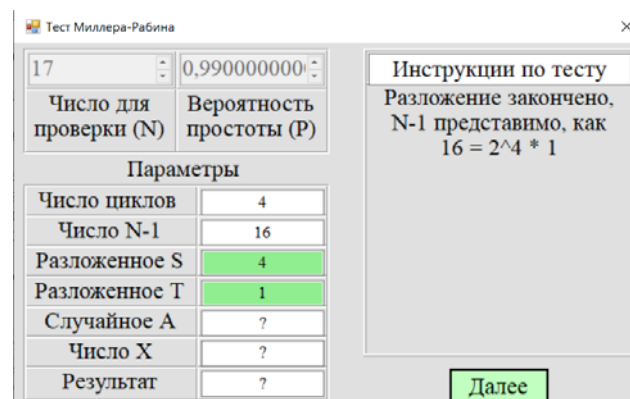 Тест Миллера-Рабина
17
0,990000000
Число для
проверки (N)
Вероятность
простоты (P)
Параметры
Число циклов 4
Число N-1 16
Разложенное S 4
Разложенное T 1
Случайное A ?
Число X ?
Результат ?
Инструкции по тесту
Разложение закончено,
N-1 представимо, как
16 = 2^4 * 1
Далее